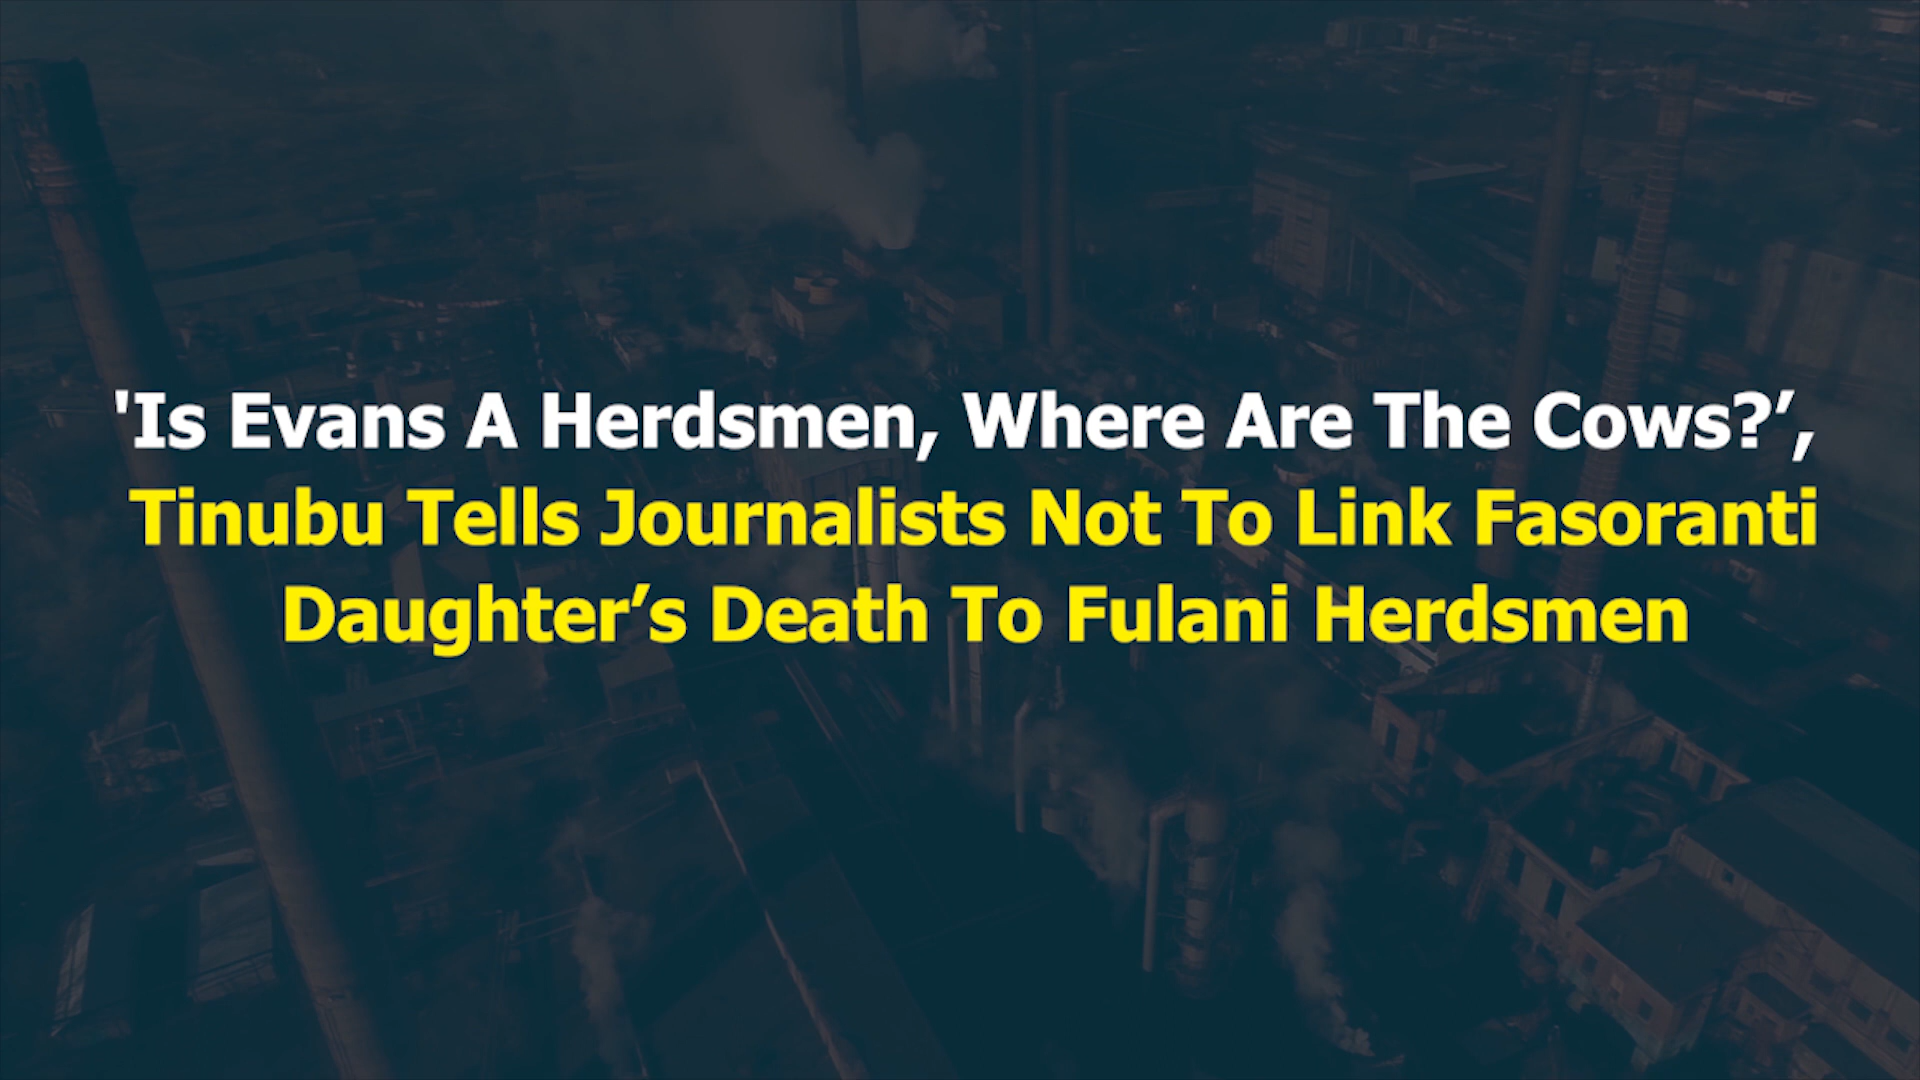 'Is Evans A Herdsmen, Where Are The Cows?’,
Tinubu Tells Journalists Not To Link Fasoranti
Daughter’s Death To Fulani Herdsmen